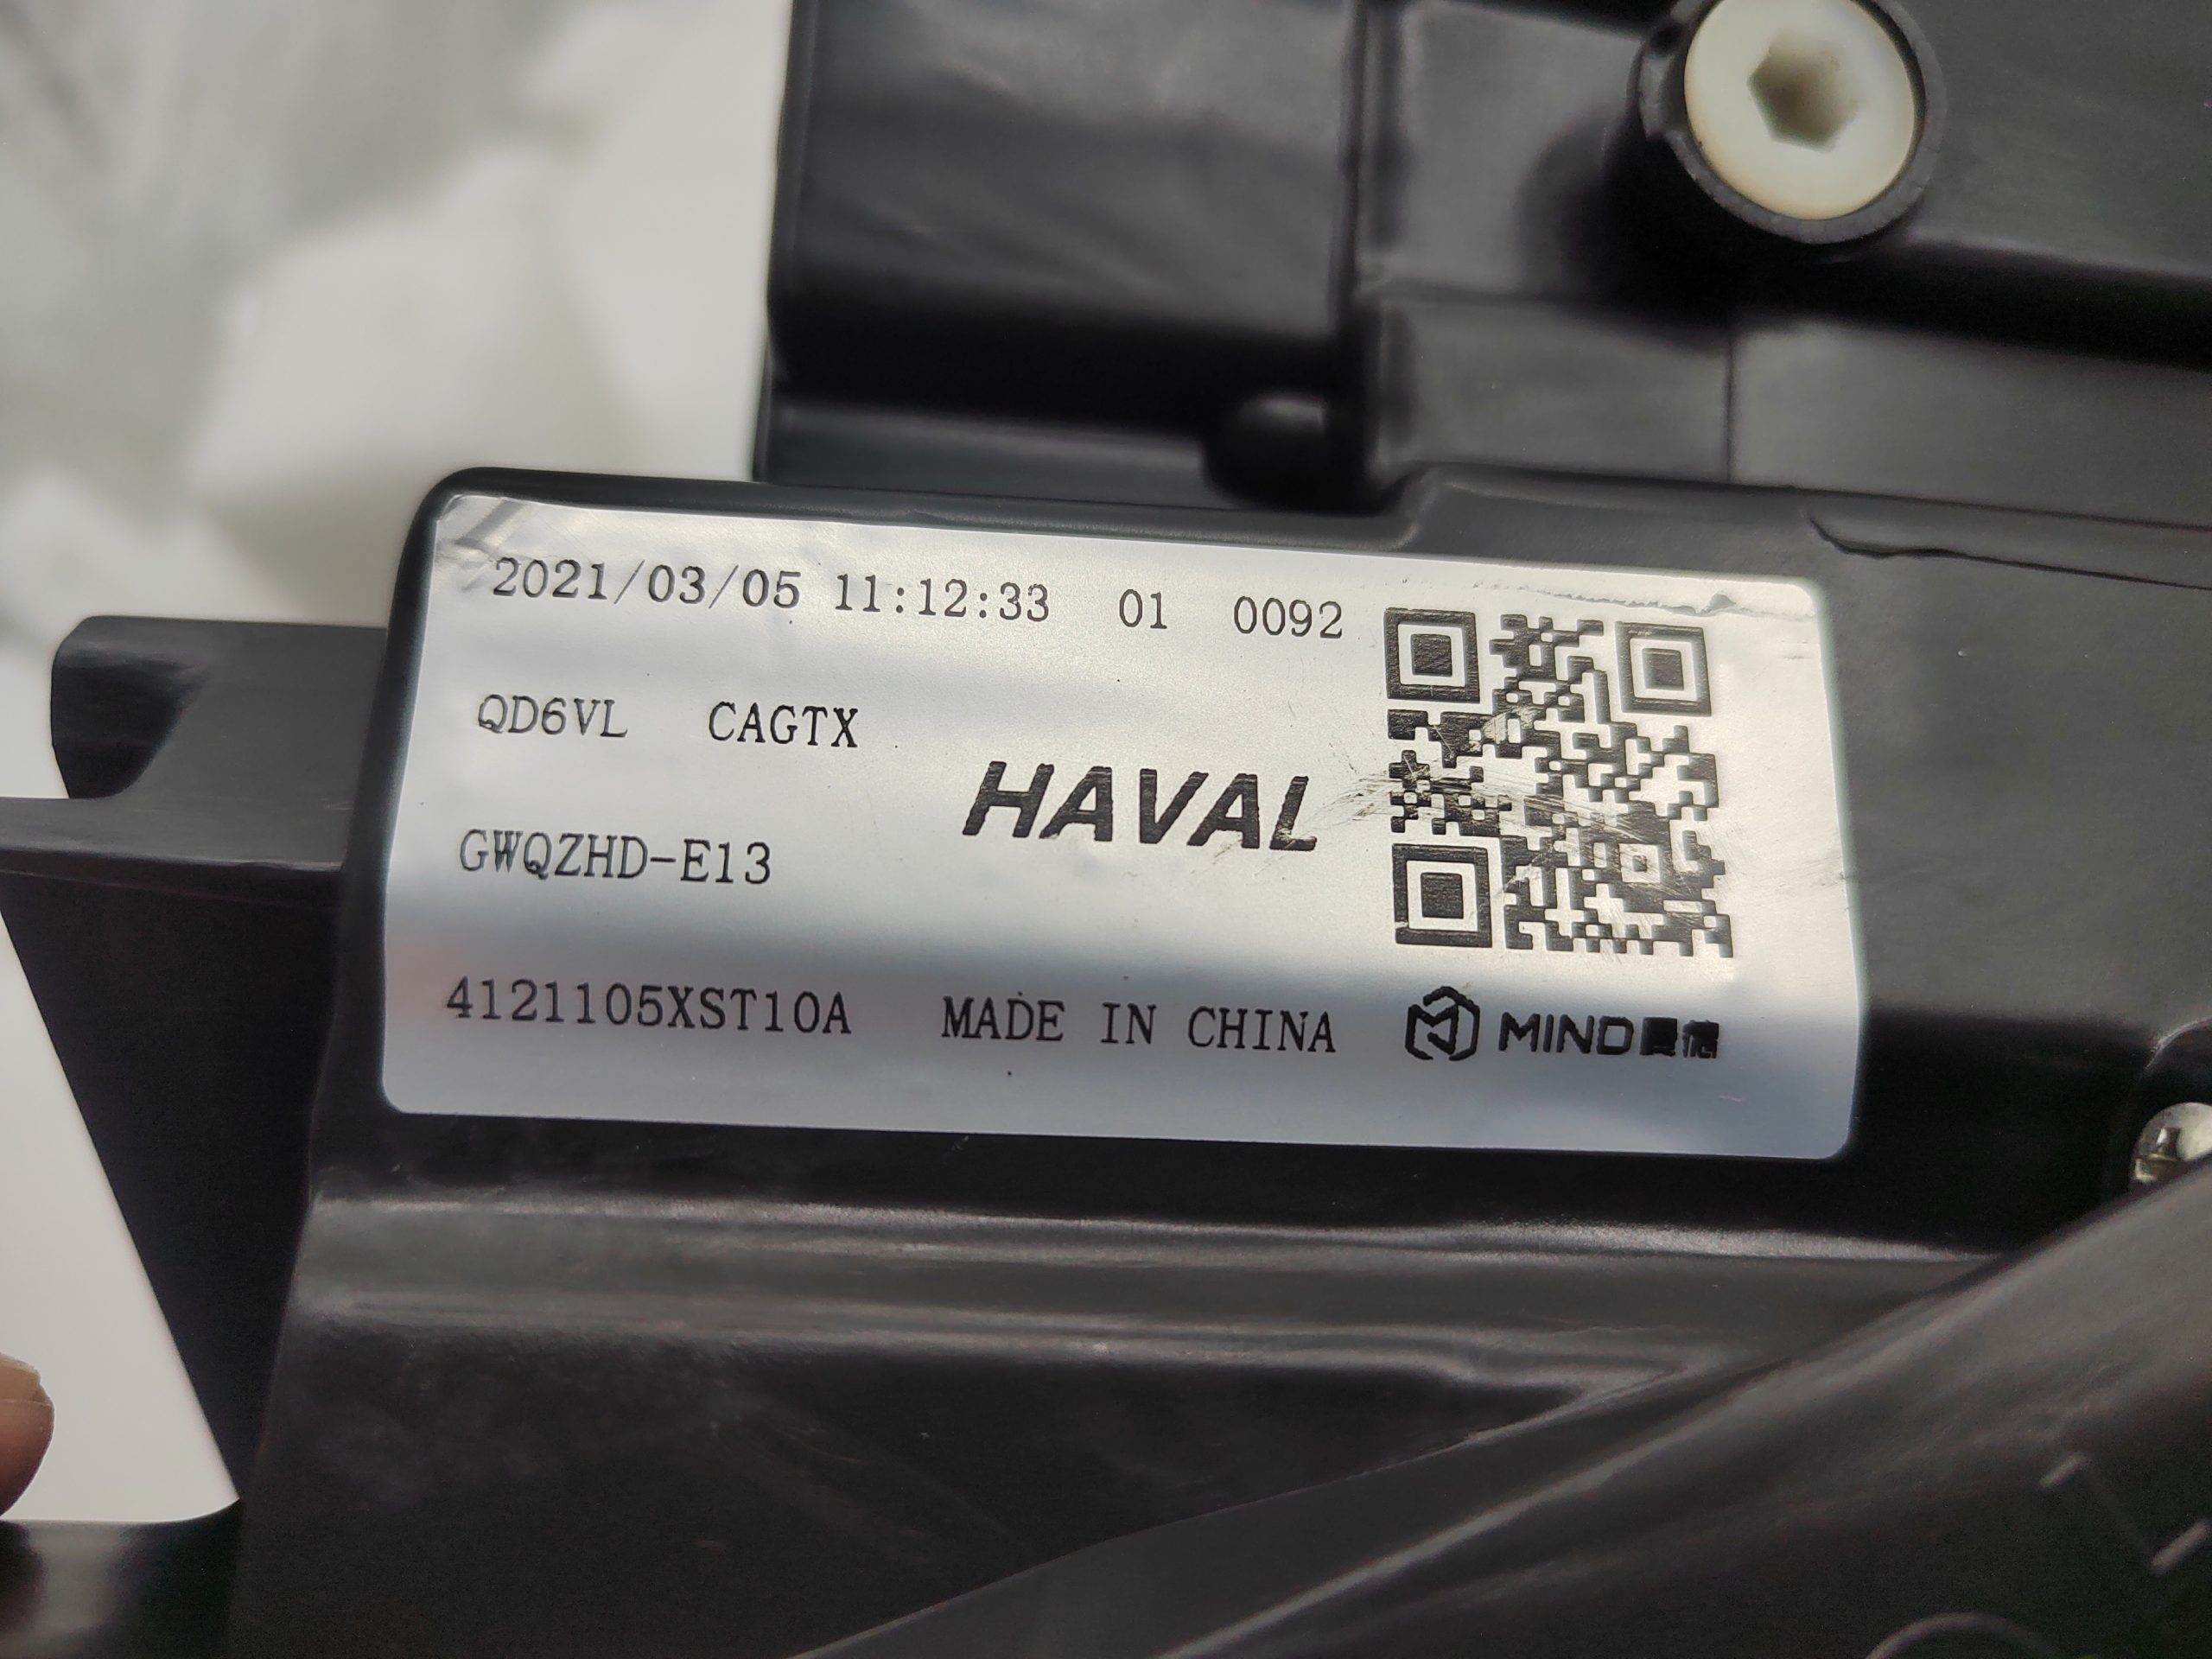 2021/03/05 11:12:33 01 0092
QD6VL CAGTX
HAVAL
GWQZHD-E13
4121105XST10A MADE IN CHINA MIND